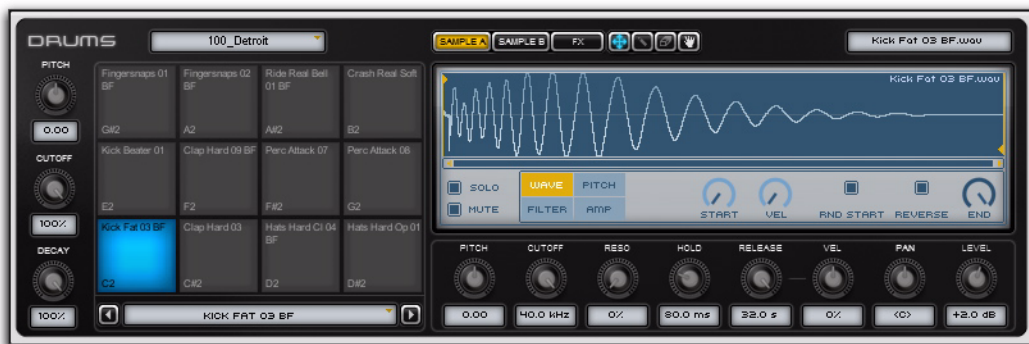 DRUMS
100_Detroit
SAMPLE A
SAMPLE B
FX
Kick Fat 03 BF.wav
PITCH
0.00
CUTOFF
100%
DECAY
100%
Fingersnaps 01 BF
G#2
Fingersnaps 02 BF
A2
Ride Real Bell 01 BF
A#2
Crash Real Soft
B2
Kick Beater 01
E2
Clap Hard 09 BF
F2
Perc Attack 07
F#2
Perc Attack 08
G2
Kick Fat 03 BF
C2
Clap Hard 03
C#2
Hats Hard Cl 04 BF
D2
Hats Hard Op 01
D#2
KICK FAT 03 BF
Kick Fat 03 BF.wav
SOLO
MUTE
WAVE
PITCH
FILTER
AMP
START
VEL
RND START
REVERSE
END
PITCH
CUTOFF
RESO
HOLD
RELEASE
VEL
PAN
LEVEL
0.00
40.0 kHz
0%
80.0 ms
32.0 s
0%
<C>
+2.0 dB